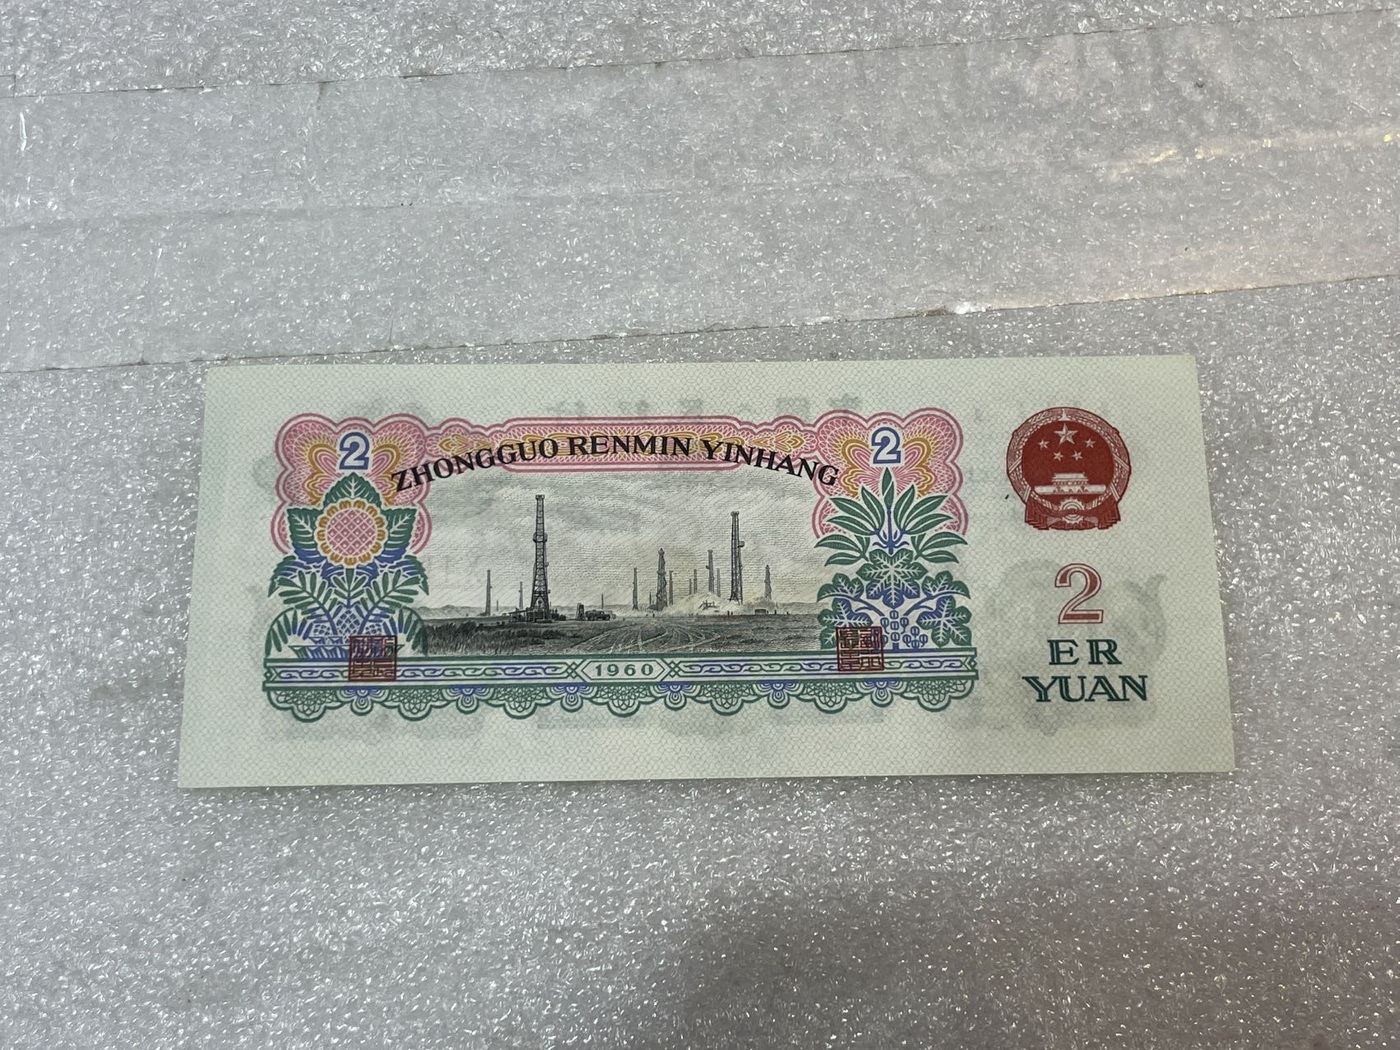 2
2
ZHONGGUO RENMIN YINHANG
1960
2
ER
YUAN